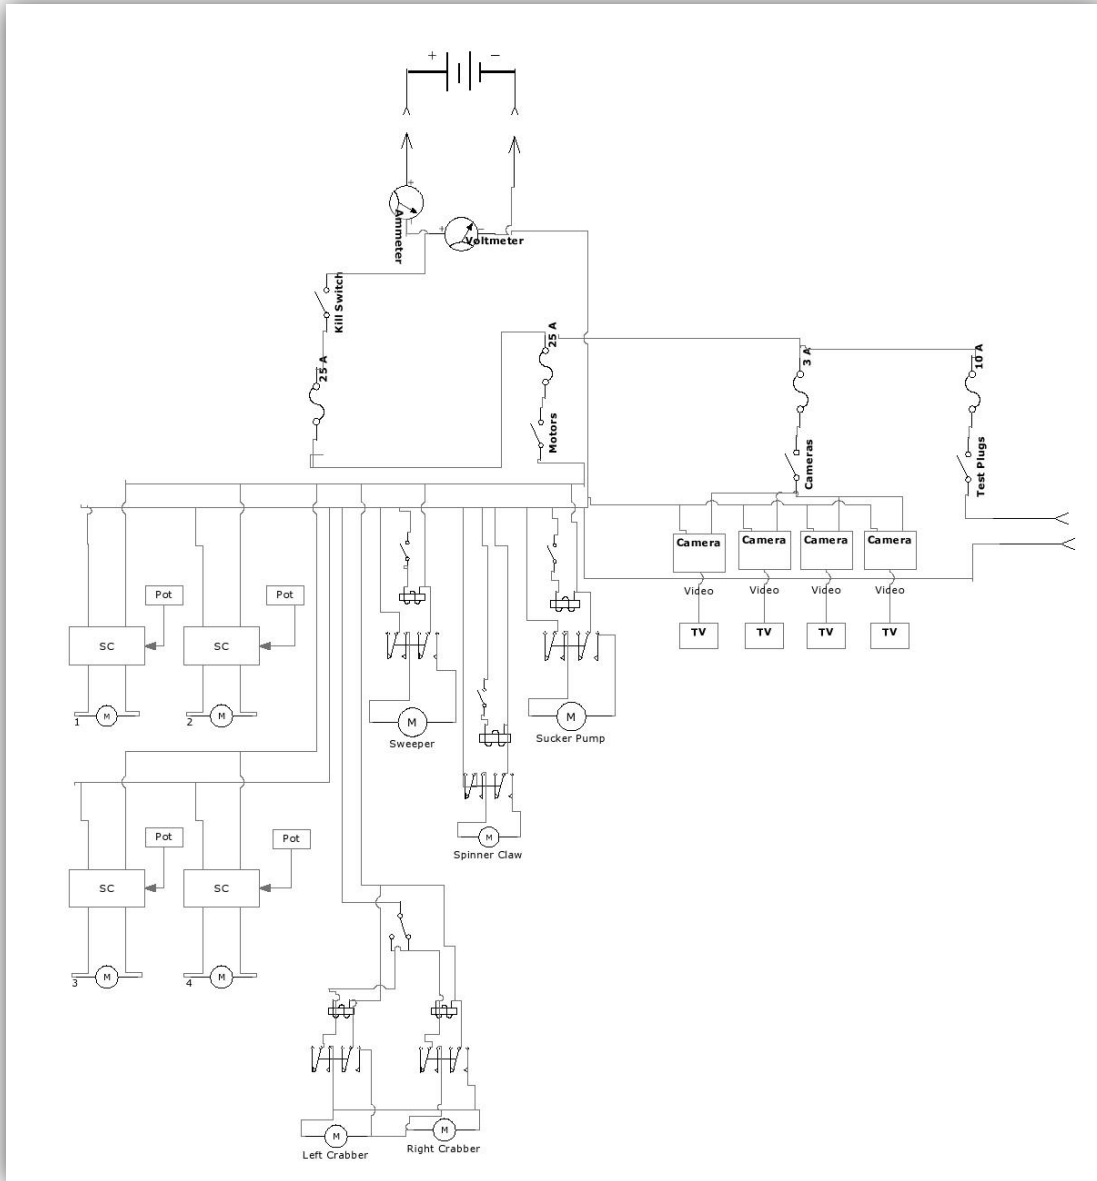 + −
+
Ammeter
+ −
Voltmeter
Kill Switch
25 A
25 A
Motors
3 A
Cameras
10 A
Test Plugs
Camera Camera Camera Camera
Video Video Video Video
TV TV TV TV
Pot Pot
SC SC
1 M 2 M
M
Sweeper
M
Sucker Pump
M
Spinner Claw
Pot Pot
SC SC
3 M 4 M
M
Left Crabber
M
Right Crabber